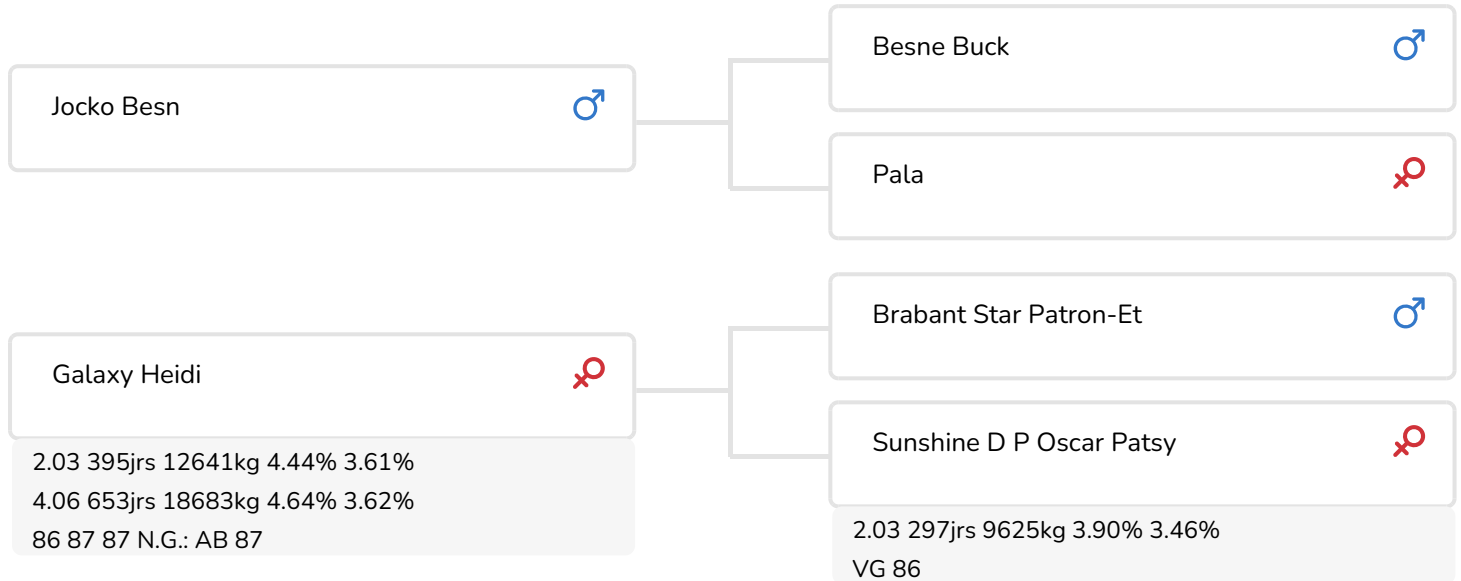 Jocko Besn
Besne Buck
Pala
Galaxy Heidi
2.03 395jrs 12641kg 4.44% 3.61%
4.06 653jrs 18683kg 4.64% 3.62%
86 87 87 N.G.: AB 87
Brabant Star Patron-Et
Sunshine D P Oscar Patsy
2.03 297jrs 9625kg 3.90% 3.46%
VG 86